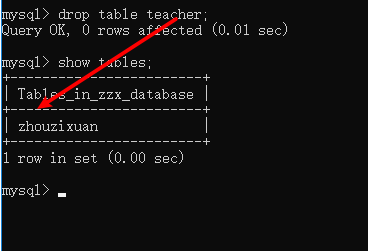 mysql> drop table teacher;
Query OK, 0 rows affected (0.01 sec)
mysql> show tables;
+------------------------+
| Tables_in_zzx_database |
+------------------------+
| zhouzixuan             |
+------------------------+
1 row in set (0.00 sec)
mysql> _